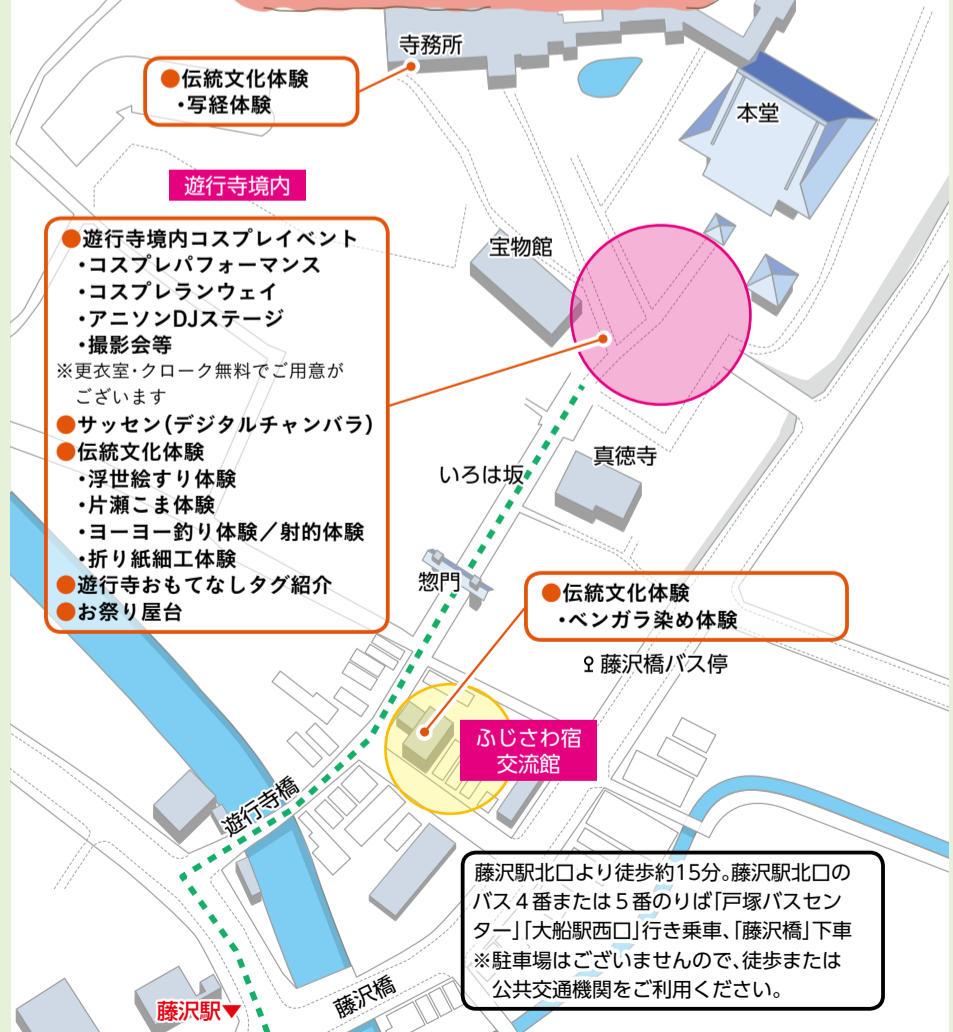 寺務所
●伝統文化体験
・写経体験
本堂
遊行寺境内
●遊行寺境内コスプレイベント
・コスプレパフォーマンス
・コスプレランウェイ
・アニソンDJステージ
・撮影会等
※更衣室・クローク無料でご用意が
ございます
●サッセン(デジタルチャンバラ)
●伝統文化体験
・浮世絵すり体験
・片瀬こま体験
・ヨーヨー釣り体験／射的体験
・折り紙細工体験
●遊行寺おもてなしタグ紹介
●お祭り屋台
宝物館
いろは坂
真徳寺
惣門
●伝統文化体験
・ベンガラ染め体験
藤沢橋バス停
ふじさわ宿
交流館
遊行寺橋
藤沢駅北口より徒歩約15分。藤沢駅北口の
バス４番または５番のりば「戸塚バスセン
ター」「大船駅西口」行き乗車、「藤沢橋」下車
※駐車場はございませんので、徒歩または
公共交通機関をご利用ください。
藤沢橋
藤沢駅▼